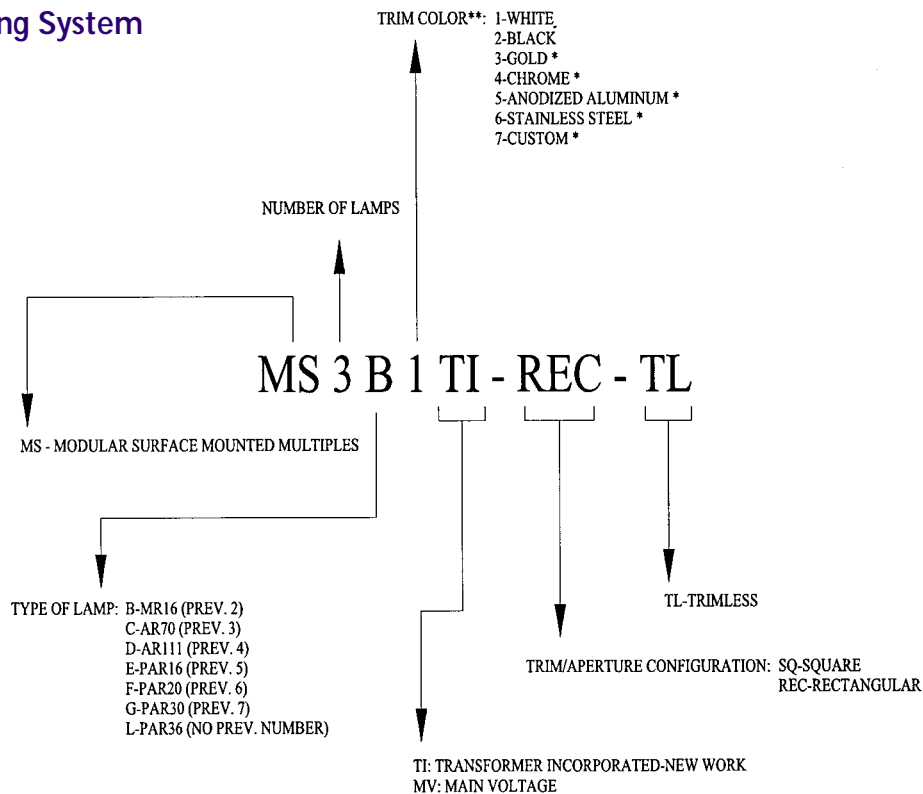 ng System
TRIM COLOR**: 1-WHITE
2-BLACK
3-GOLD *
4-CHROME *
5-ANODIZED ALUMINUM *
6-STAINLESS STEEL *
7-CUSTOM *
NUMBER OF LAMPS
MS 3 B 1 TI - REC - TL
MS - MODULAR SURFACE MOUNTED MULTIPLES
TYPE OF LAMP: B-MR16 (PREV. 2)
C-AR70 (PREV. 3)
D-AR111 (PREV. 4)
E-PAR16 (PREV. 5)
F-PAR20 (PREV. 6)
G-PAR30 (PREV. 7)
L-PAR36 (NO PREV. NUMBER)
TL-TRIMLESS
TRIM/APERTURE CONFIGURATION: SQ-SQUARE
REC-RECTANGULAR
TI: TRANSFORMER INCORPORATED-NEW WORK
MV: MAIN VOLTAGE